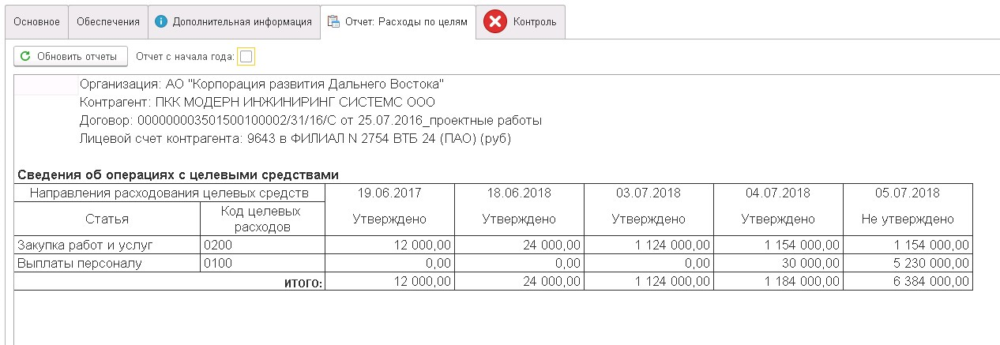 Основное Обеспечения Дополнительная информация Отчет: Расходы по целям Контроль
Обновить отчеты Отчет с начала года:
Организация: АО "Корпорация развития Дальнего Востока"
Контрагент: ПКК МОДЕРН ИНЖИНИРИНГ СИСТЕМС ООО
Договор: 000000003501500100002/31/16/С от 25.07.2016_проектные работы
Лицевой счет контрагента: 9643 в ФИЛИАЛ N 2754 ВТБ 24 (ПАО) (руб)
Сведения об операциях с целевыми средствами
Направления расходования целевых средств 19.06.2017 18.06.2018 03.07.2018 04.07.2018 05.07.2018
Статья Код целевых расходов Утверждено Утверждено Утверждено Утверждено Не утверждено
Закупка работ и услуг 0200 12 000,00 24 000,00 1 124 000,00 1 154 000,00 1 154 000,00
Выплаты персоналу 0100 0,00 0,00 0,00 30 000,00 5 230 000,00
ИТОГО: 12 000,00 24 000,00 1 124 000,00 1 184 000,00 6 384 000,00